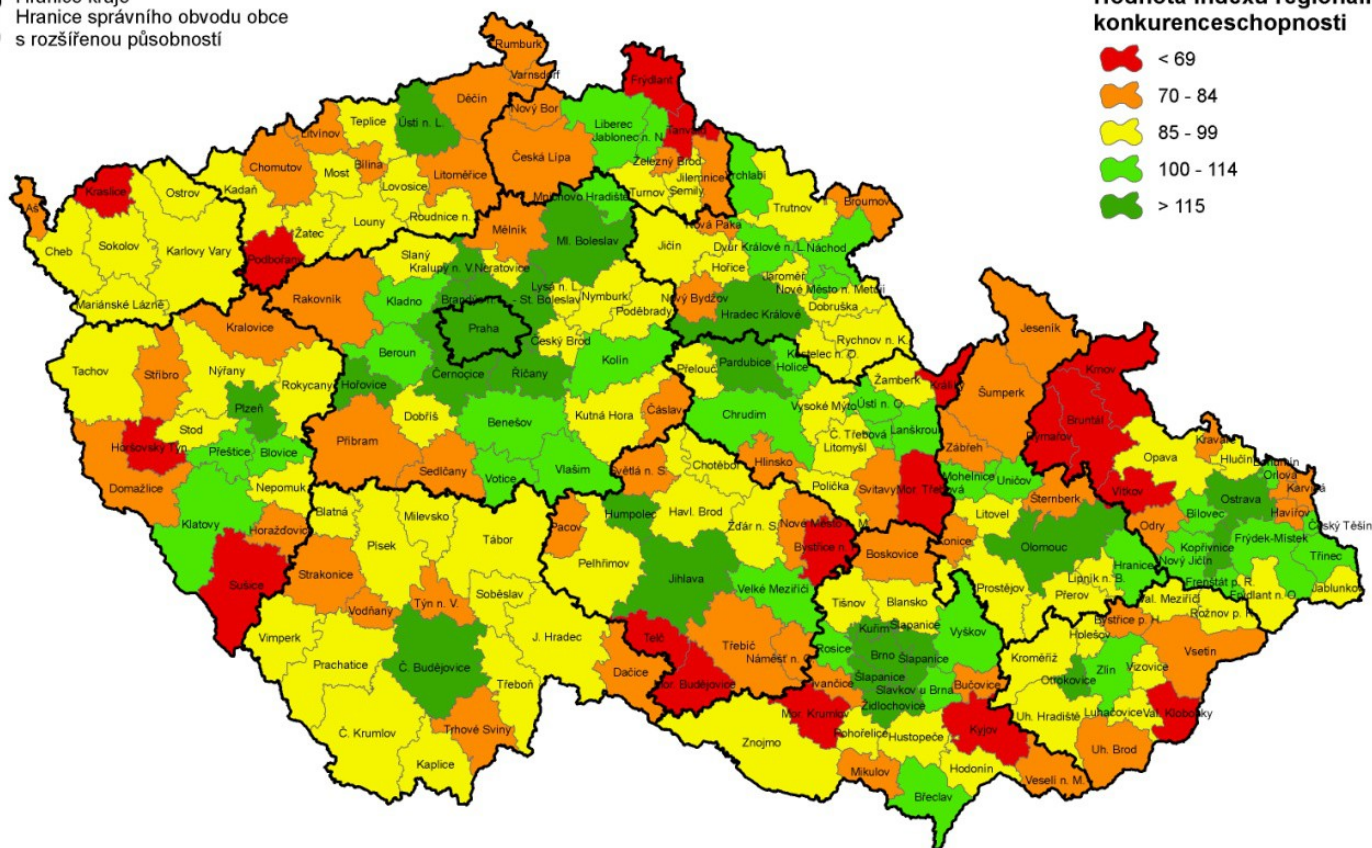 Hranice správního obvodu obce
s rozšířenou působností
konkurenceschopnosti
< 69
70 - 84
85 - 99
100 - 114
> 115
Rumburk
Varnsdorf
Frýdlant
Děčín
Nový Bor
Liberec
Jablonec n. N.
Tanvald
Česká Lípa
Železný Brod
Jilemnice
Semily
Turnov
Vrchlabí
Trutnov
Broumov
Teplice
Ústí n. L.
Litvínov
Bílina
Most
Chomutov
Litoměřice
Lovosice
Roudnice n.
Louny
Žatec
Kadaň
Podbořany
Kraslice
Ostrov
Aš
Cheb
Sokolov
Karlovy Vary
Mariánské Lázně
Mnichovo Hradiště
Ml. Boleslav
Mělník
Slaný
Kralupy n. V.
Neratovice
Lysá n. L.
- St. Boleslav
Nymburk
Poděbrady
Rakovník
Kladno
Praha
Český Brod
Kolín
Beroun
Hořovice
Černošice
Říčany
Kutná Hora
Čáslav
Dobříš
Příbram
Benešov
Sedlčany
Votice
Vlašim
Jičín
Nová Paka
Dvůr Králové n. L.
Náchod
Hořice
Jaroměř
Nové Město n. Metují
Nový Bydžov
Hradec Králové
Dobruška
Rychnov n. K.
Kostelec n. O.
Přelouč
Pardubice
Holice
Žamberk
Králíky
Vysoké Mýto
Ústí n. O.
Chrudim
Č. Třebová
Lanškroun
Litomyšl
Hlinsko
Polička
Svitavy
Mor. Třebová
Kralovice
Tachov
Stříbro
Nýřany
Rokycany
Plzeň
Stod
Horšovský Týn
Přeštice
Blovice
Domažlice
Nepomuk
Klatovy
Horažďovice
Sušice
Blatná
Milevsko
Písek
Tábor
Strakonice
Soběslav
Vodňany
Týn n. V.
Vimperk
J. Hradec
Prachatice
Č. Budějovice
Třeboň
Dačice
Č. Krumlov
Trhové Sviny
Kaplice
Světlá n. S.
Chotěboř
Humpolec
Havl. Brod
Pacov
Žďár n. S.
Nové Město n. M.
Bystřice n.
Pelhřimov
Jihlava
Velké Meziříčí
Telč
Třebíč
Náměšť n. O.
Mor. Budějovice
Boskovice
Tišnov
Blansko
Kuřim
Šlapanice
Vyškov
Rosice
Brno
Šlapanice
Ivančice
Šlapanice
Slavkov u Brna
Bučovice
Židlochovice
Mor. Krumlov
Pohořelice
Hustopeče
Kyjov
Znojmo
Mikulov
Hodonín
Veselí n. M.
Břeclav
Jeseník
Šumperk
Zábřeh
Mohelnice
Uničov
Šternberk
Litovel
Konice
Olomouc
Hranice
Prostějov
Lipník n. B.
Přerov
Krnov
Bruntál
Rymařov
Opava
Kravaře
Hlučín
Bohumín
Orlová
Karviná
Vítkov
Ostrava
Havířov
Bílovec
Český Těšín
Odry
Kopřivnice
Frýdek-Místek
Nový Jičín
Třinec
Frenštát p. R.
Frýdlant n. O.
Jablunkov
Val. Meziříčí
Rožnov p. R.
Bystřice p. H.
Holešov
Vsetín
Kroměříž
Zlín
Vizovice
Otrokovice
Luhačovice
Val. Klobouky
Uh. Hradiště
Uh. Brod